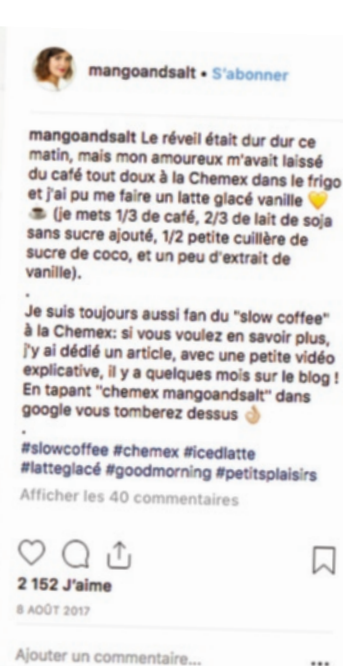 mangoandsalt • S'abonner
mangoandsalt Le réveil était dur dur ce
matin, mais mon amoureux m'avait laissé
du café tout doux à la Chemex dans le frigo
et j'ai pu me faire un latte glacé vanille 💛
☕ (je mets 1/3 de café, 2/3 de lait de soja
sans sucre ajouté, 1/2 petite cuillère de
sucre de coco, et un peu d'extrait de
vanille).
.
Je suis toujours aussi fan du "slow coffee"
à la Chemex: si vous voulez en savoir plus,
j'y ai dédié un article, avec une petite vidéo
explicative, il y a quelques mois sur le blog !
En tapant "chemex mangoandsalt" dans
google vous tomberez dessus 👌🏼
.
#slowcoffee #chemex #icedlatte
#latteglacé #goodmorning #petitsplaisirs
Afficher les 40 commentaires
2 152 J'aime
8 AOÛT 2017
Ajouter un commentaire...